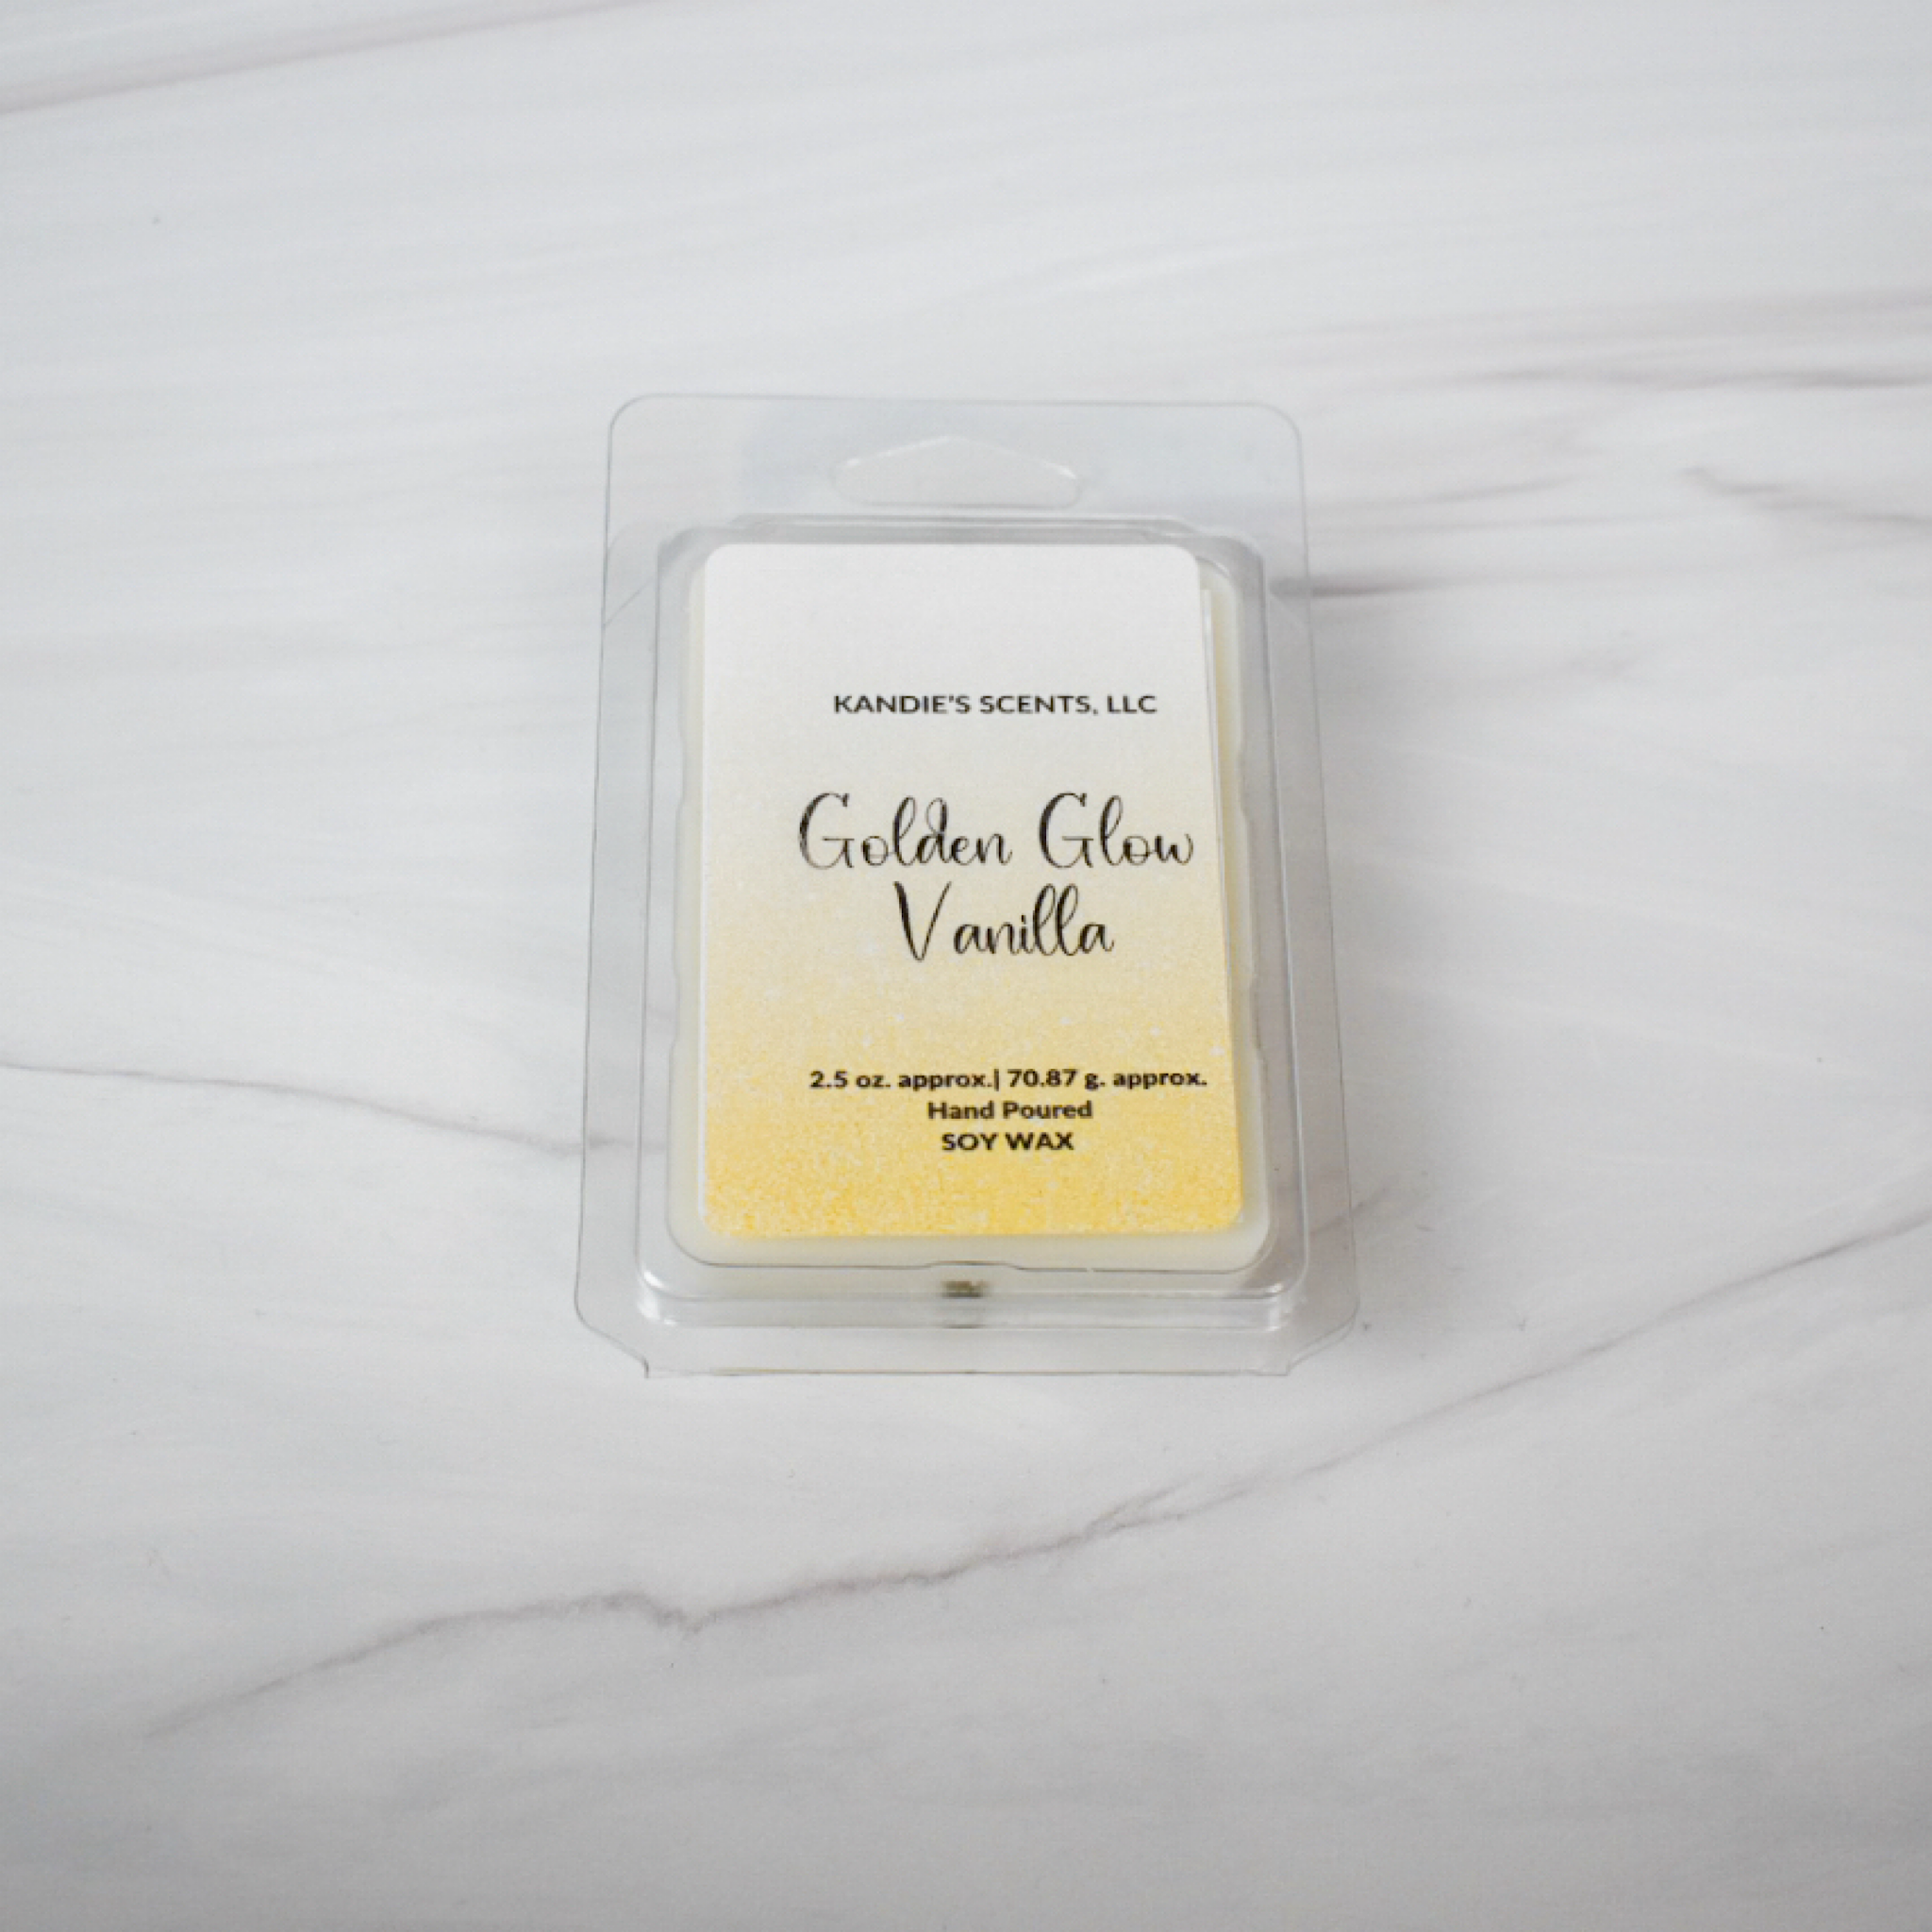 KANDIE'S SCENTS, LLC
Golden Glow
Vanilla
2.5 oz. approx.| 70.87 g. approx.
Hand Poured
SOY WAX